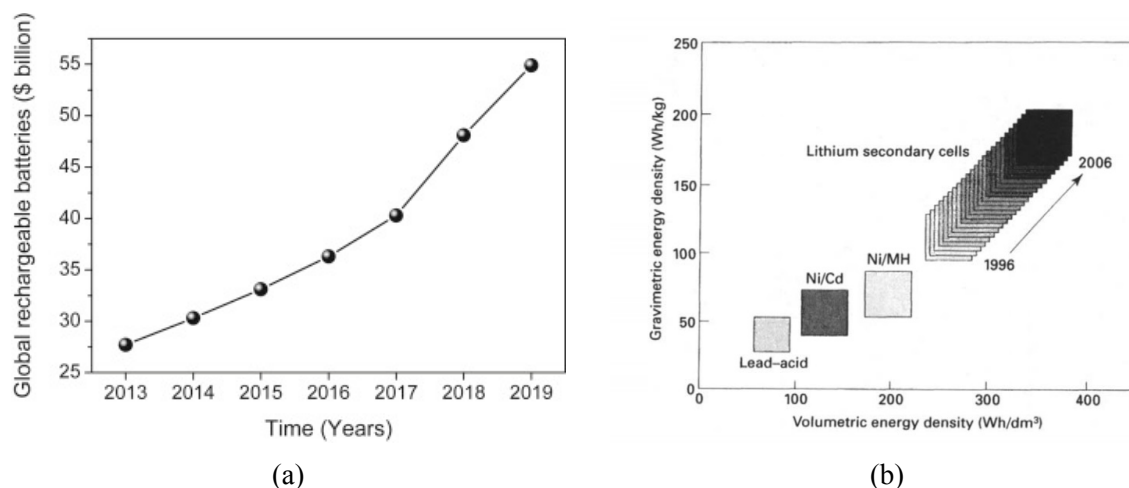 Global rechargeable batteries ($ billion)
55
50
45
40
35
30
25
2013 2014 2015 2016 2017 2018 2019
Time (Years)
(a)
Gravimetric energy density (Wh/kg)
250
200
150
100
50
0
Lithium secondary cells
2006
1996
Ni/MH
Ni/Cd
Lead–acid
0 100 200 300 400
Volumetric energy density (Wh/dm³)
(b)